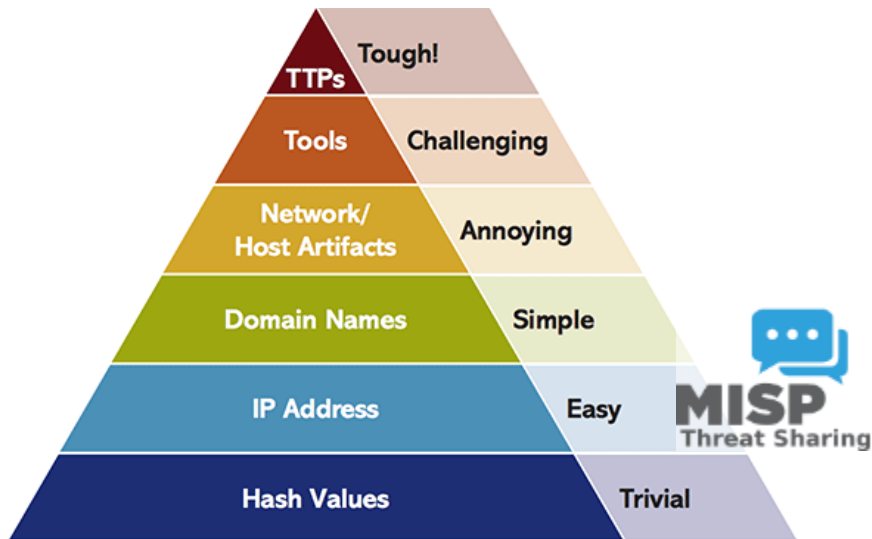 TTPs
Tough!
Tools
Challenging
Network/
Host Artifacts
Annoying
Domain Names
Simple
IP Address
Easy
Hash Values
Trivial
MISP
Threat Sharing